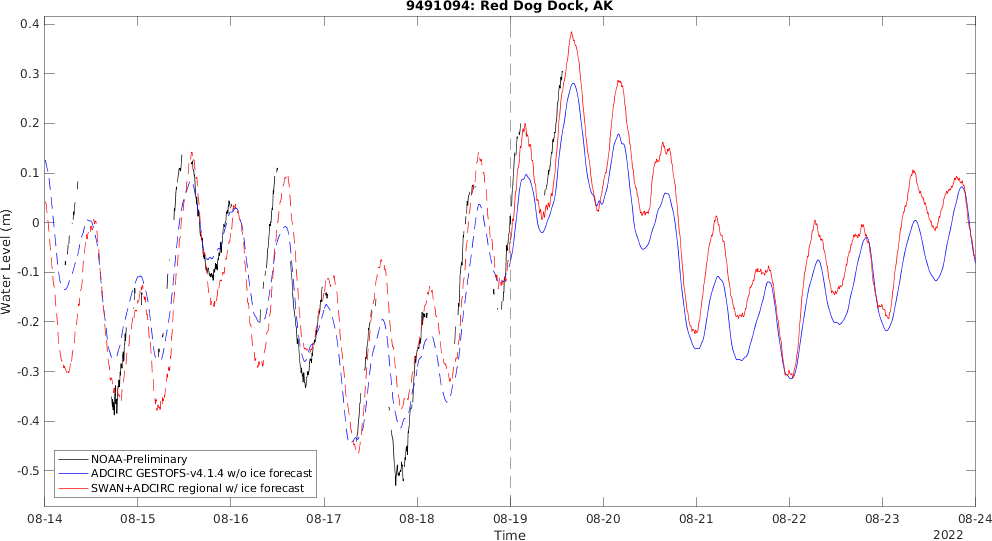 9491094: Red Dog Dock, AK
0.4
0.3
0.2
0.1
0
-0.1
-0.2
-0.3
-0.4
-0.5
Water Level (m)
NOAA-Preliminary
ADCIRC GESTOFS-v4.1.4 w/o ice forecast
SWAN+ADCIRC regional w/ ice forecast
08-14 08-15 08-16 08-17 08-18 08-19 08-20 08-21 08-22 08-23 08-24
Time
2022